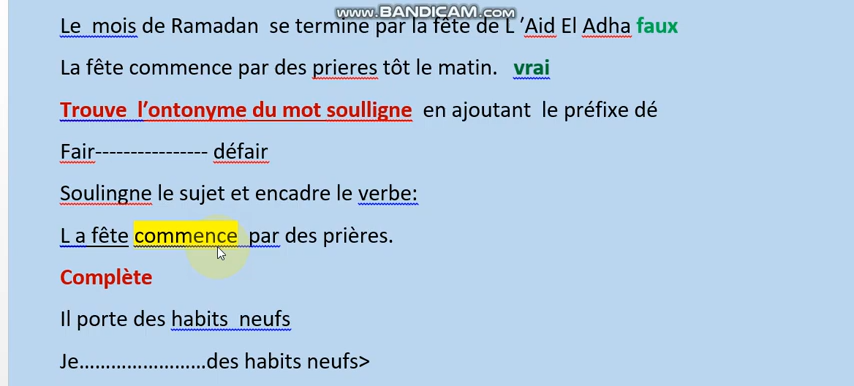 www.BANDICAM.com
Le mois de Ramadan se termine par la fête de L ’Aid El Adha faux
La fête commence par des prieres tôt le matin. vrai
Trouve l’ontonyme du mot soulligne en ajoutant le préfixe dé
Fair---------------- défair
Soulingne le sujet et encadre le verbe:
L a fête commence par des prières.
Complète
Il porte des habits neufs
Je……………………des habits neufs>